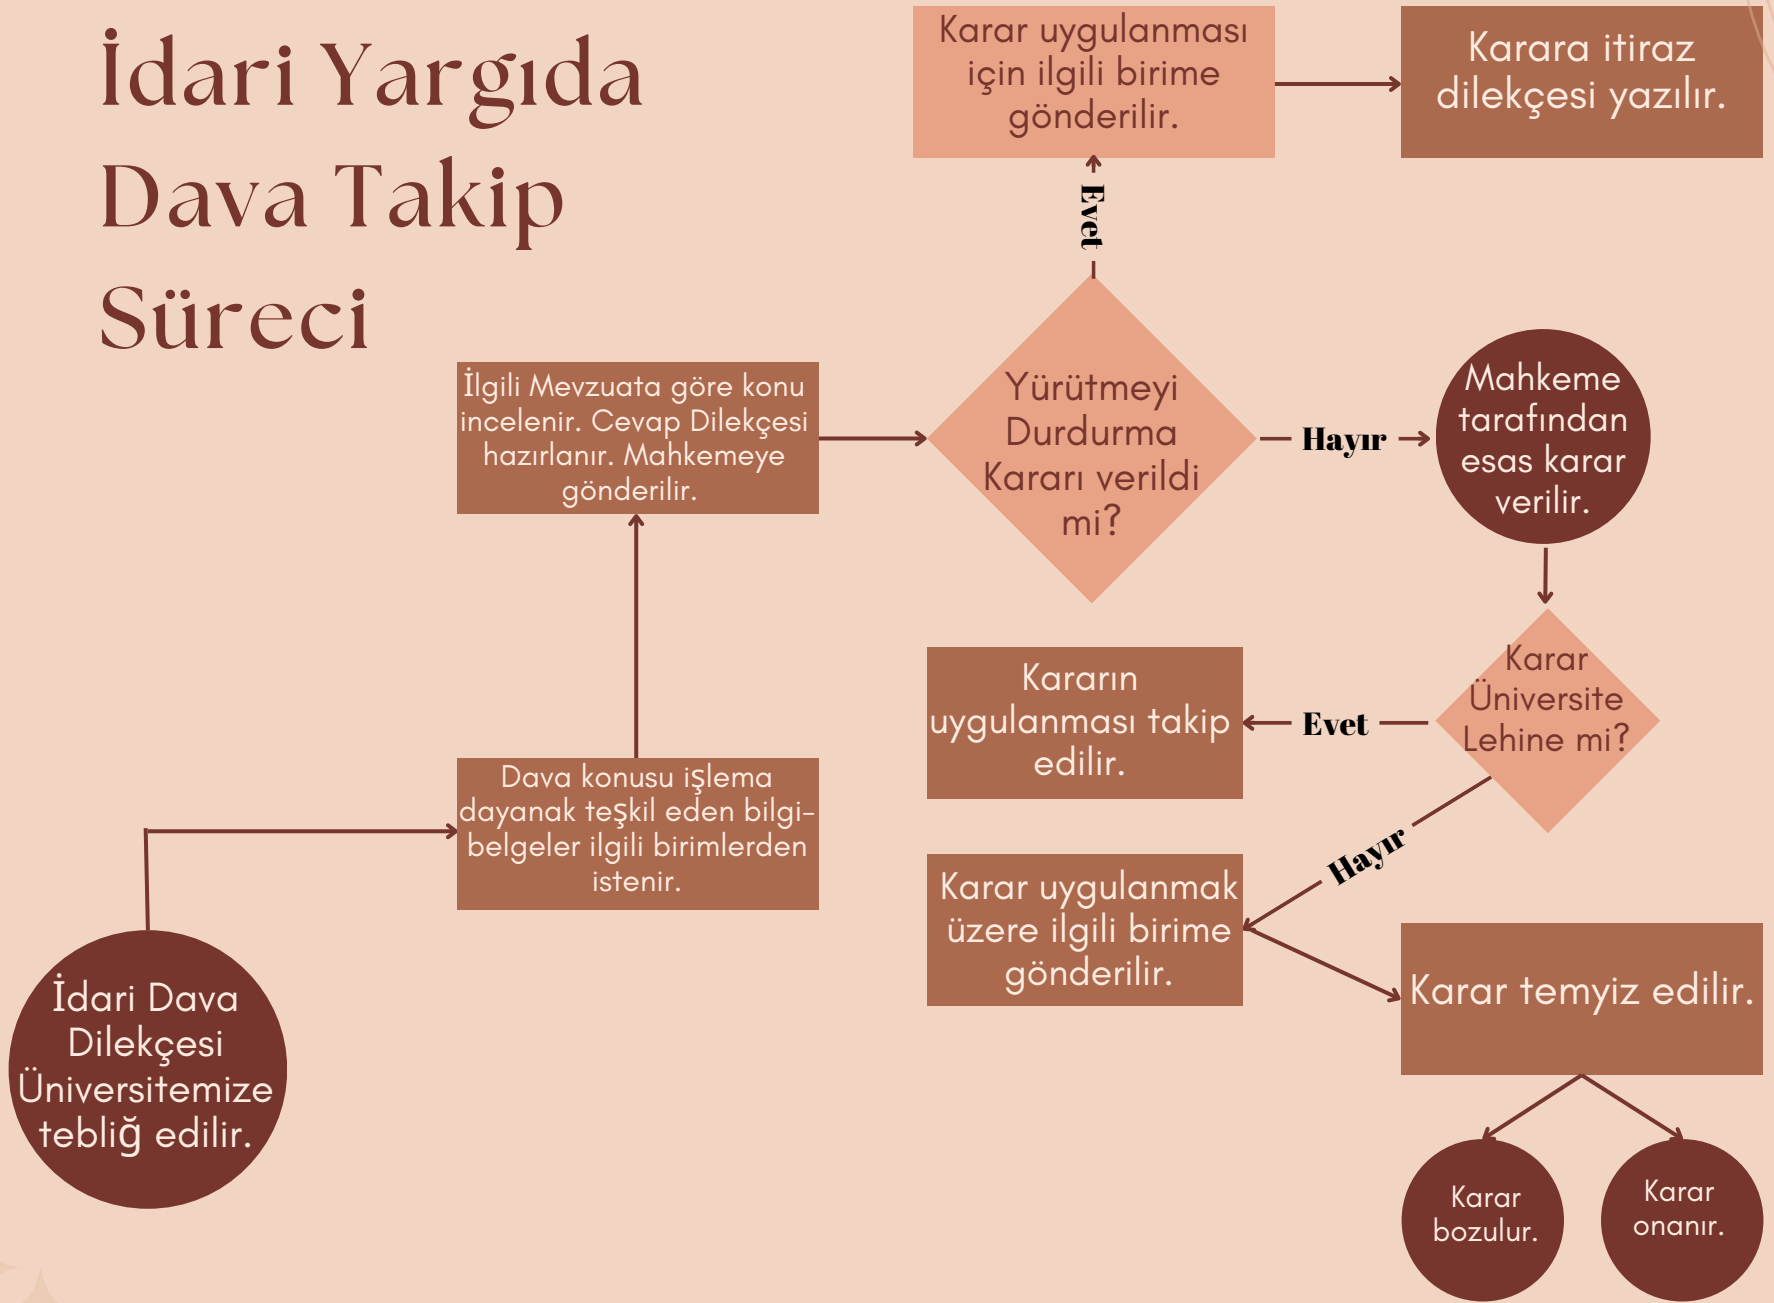 İdari Yargıda
Dava Takip
Süreci
Karar uygulanması
için ilgili birime
gönderilir.
Karara itiraz
dilekçesi yazılır.
Evet
İlgili Mevzuata göre konu
incelenir. Cevap Dilekçesi
hazırlanır. Mahkemeye
gönderilir.
Yürütmeyi
Durdurma
Kararı verildi
mi?
Hayır
Mahkeme
tarafından
esas karar
verilir.
Karar
Üniversite
Lehine mi?
Evet
Kararın
uygulanması takip
edilir.
Hayır
Dava konusu işlema
dayanak teşkil eden bilgi-
belgeler ilgili birimlerden
istenir.
Karar uygulanmak
üzere ilgili birime
gönderilir.
Karar temyiz edilir.
İdari Dava
Dilekçesi
Üniversitemize
tebliğ edilir.
Karar
bozulur.
Karar
onanır.